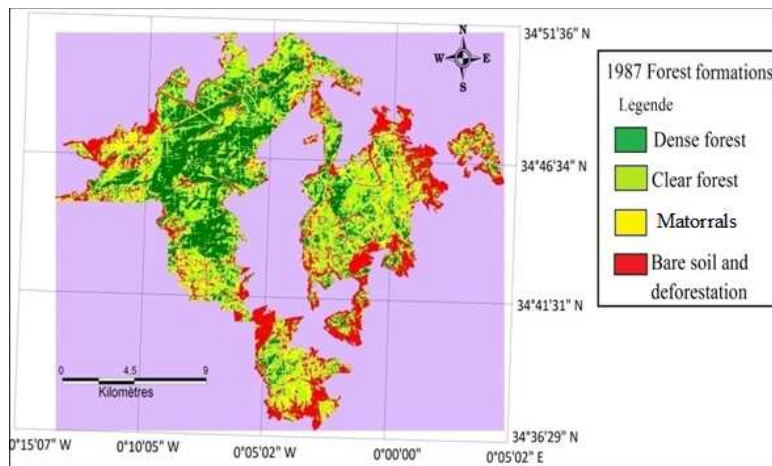 N
W E
S
34°51'36" N
34°46'34" N
34°41'31" N
34°36'29" N
0°15'07" W
0°10'05" W
0°05'02" W
0°00'00" W
0°05'02 E
0 4,5 9
Kilomètres
1987 Forest formations
Légende
Dense forest
Clear forest
Matorrals
Bare soil and
deforestation